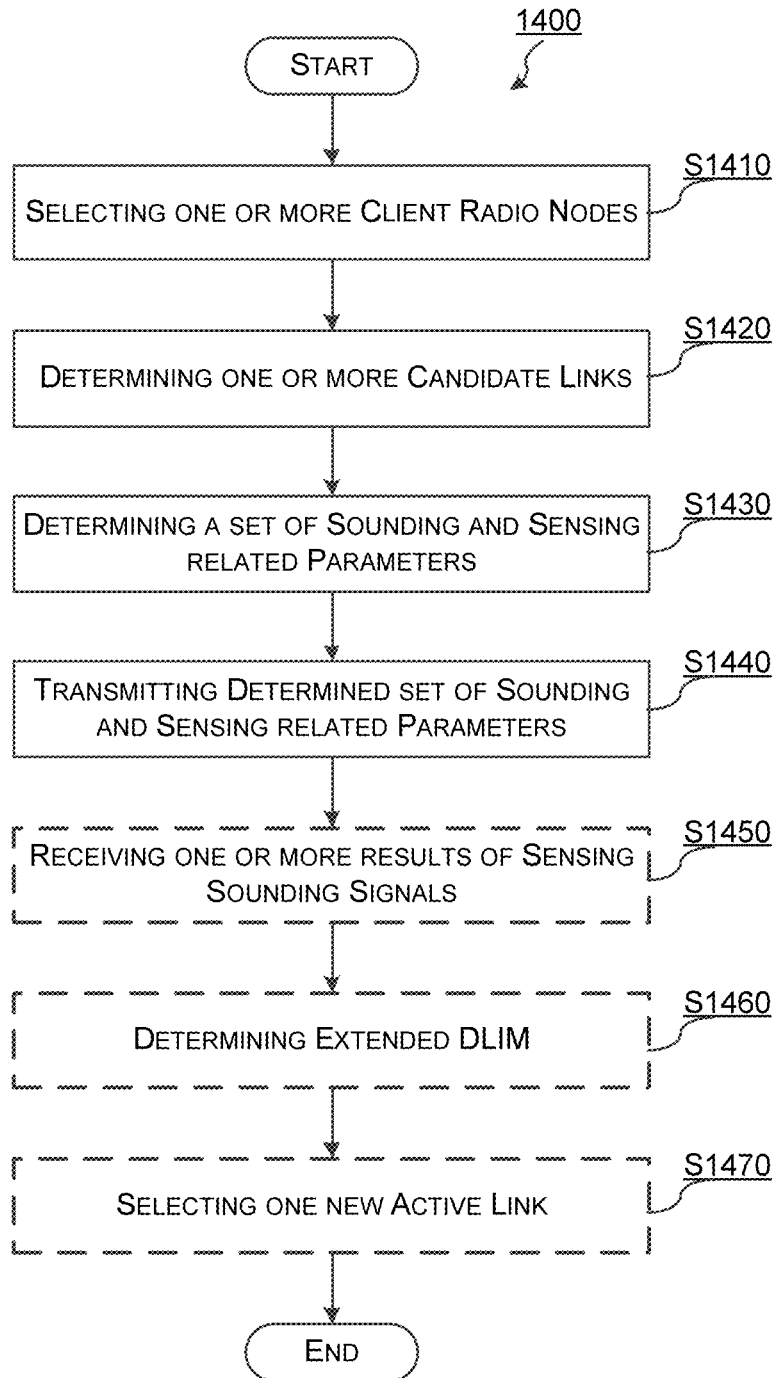 1400
START
S1410
SELECTING ONE OR MORE CLIENT RADIO NODES
S1420
DETERMINING ONE OR MORE CANDIDATE LINKS
S1430
DETERMINING A SET OF SOUNDING AND SENSING
RELATED PARAMETERS
S1440
TRANSMITTING DETERMINED SET OF SOUNDING
AND SENSING RELATED PARAMETERS
S1450
RECEIVING ONE OR MORE RESULTS OF SENSING
SOUNDING SIGNALS
S1460
DETERMINING EXTENDED DLIM
S1470
SELECTING ONE NEW ACTIVE LINK
END